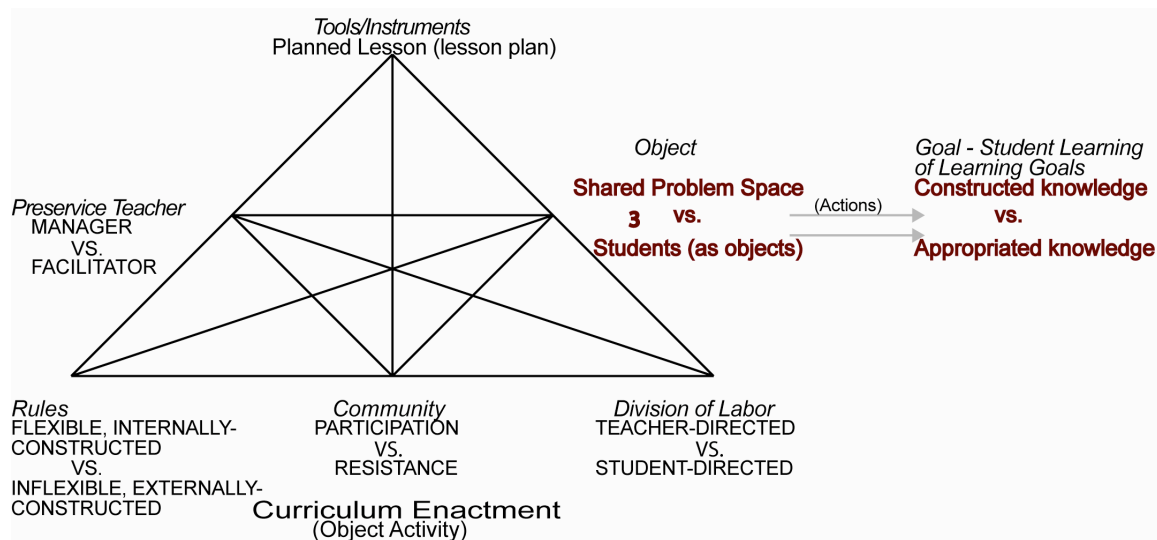 Tools/Instruments
Planned Lesson (lesson plan)
Object
Shared Problem Space
3 vs.
Students (as objects)
(Actions)
Goal - Student Learning
of Learning Goals
Constructed knowledge
vs.
Appropriated knowledge
Preservice Teacher
MANAGER
VS.
FACILITATOR
Rules
FLEXIBLE, INTERNALLY-
CONSTRUCTED
VS.
INFLEXIBLE, EXTERNALLY-
CONSTRUCTED
Community
PARTICIPATION
VS.
RESISTANCE
Division of Labor
TEACHER-DIRECTED
VS.
STUDENT-DIRECTED
Curriculum Enactment
(Object Activity)